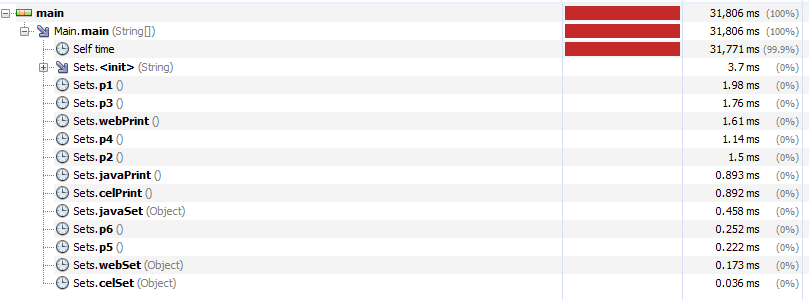 main 31,806 ms (100%)
Main.main (String[]) 31,806 ms (100%)
Self time 31,771 ms (99.9%)
Sets.<init> (String) 3.7 ms (0%)
Sets.p1 () 1.98 ms (0%)
Sets.p3 () 1.76 ms (0%)
Sets.webPrint () 1.61 ms (0%)
Sets.p4 () 1.14 ms (0%)
Sets.p2 () 1.5 ms (0%)
Sets.javaPrint () 0.893 ms (0%)
Sets.celPrint () 0.892 ms (0%)
Sets.javaSet (Object) 0.458 ms (0%)
Sets.p6 () 0.252 ms (0%)
Sets.p5 () 0.222 ms (0%)
Sets.webSet (Object) 0.173 ms (0%)
Sets.celSet (Object) 0.036 ms (0%)